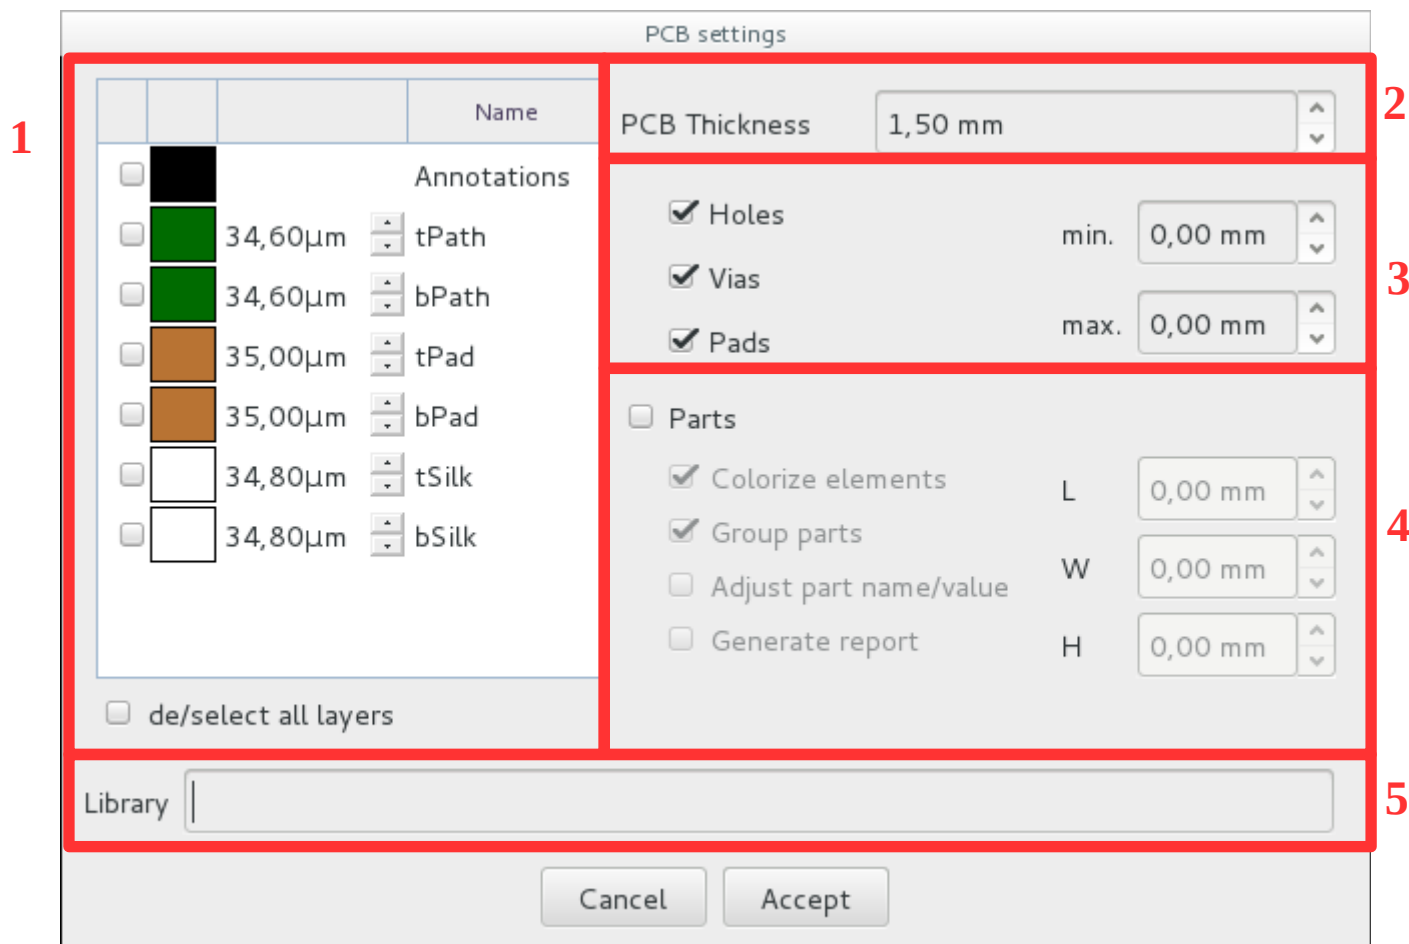 PCB settings
1
Name
Annotations
34,60µm tPath
34,60µm bPath
35,00µm tPad
35,00µm bPad
34,80µm tSilk
34,80µm bSilk
de/select all layers
PCB Thickness 1,50 mm
2
Holes
Vias
Pads
min. 0,00 mm
max. 0,00 mm
3
Parts
Colorize elements
Group parts
Adjust part name/value
Generate report
L 0,00 mm
W 0,00 mm
H 0,00 mm
4
Library
5
Cancel Accept